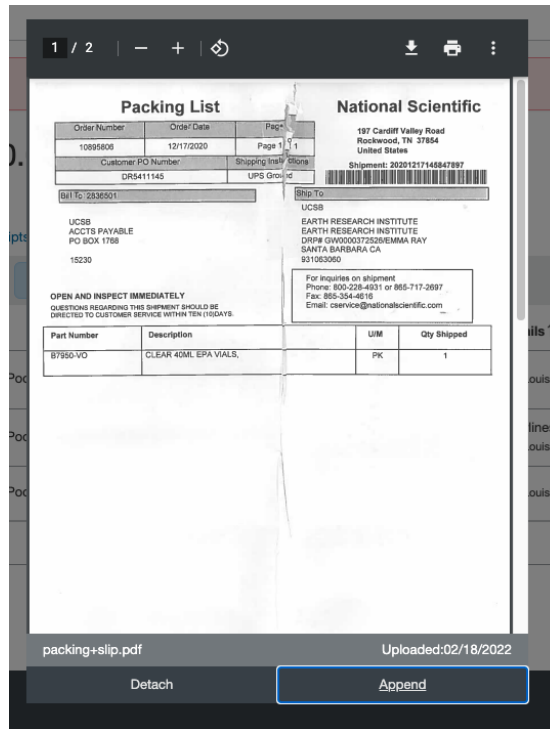 1 / 2
Packing List
National Scientific
Order Number Order Date Page
10895806 12/17/2020 Page 1 1
Customer PO Number Shipping Instructions
DR5411145 UPS Ground
197 Cardiff Valley Road
Rockwood, TN 37854
United States
Shipment: 20201217145847897
Bill To 2836501
UCSB
ACCTS PAYABLE
PO BOX 1768
15230
Ship To
UCSB
EARTH RESEARCH INSTITUTE
EARTH RESEARCH INSTITUTE
DRP# GW0000372526/EMMA RAY
SANTA BARBARA CA
931063060
For inquiries on shipment
Phone: 800-228-4931 or 865-717-2697
Fax: 865-354-4616
Email: cservice@nationalscientific.com
OPEN AND INSPECT IMMEDIATELY
QUESTIONS REGARDING THIS SHIPMENT SHOULD BE
DIRECTED TO CUSTOMER SERVICE WITHIN TEN (10)DAYS.
Part Number Description U/M Qty Shipped
B7950-VO CLEAR 40ML EPA VIALS, PK 1
packing+slip.pdf Uploaded:02/18/2022
Detach Append